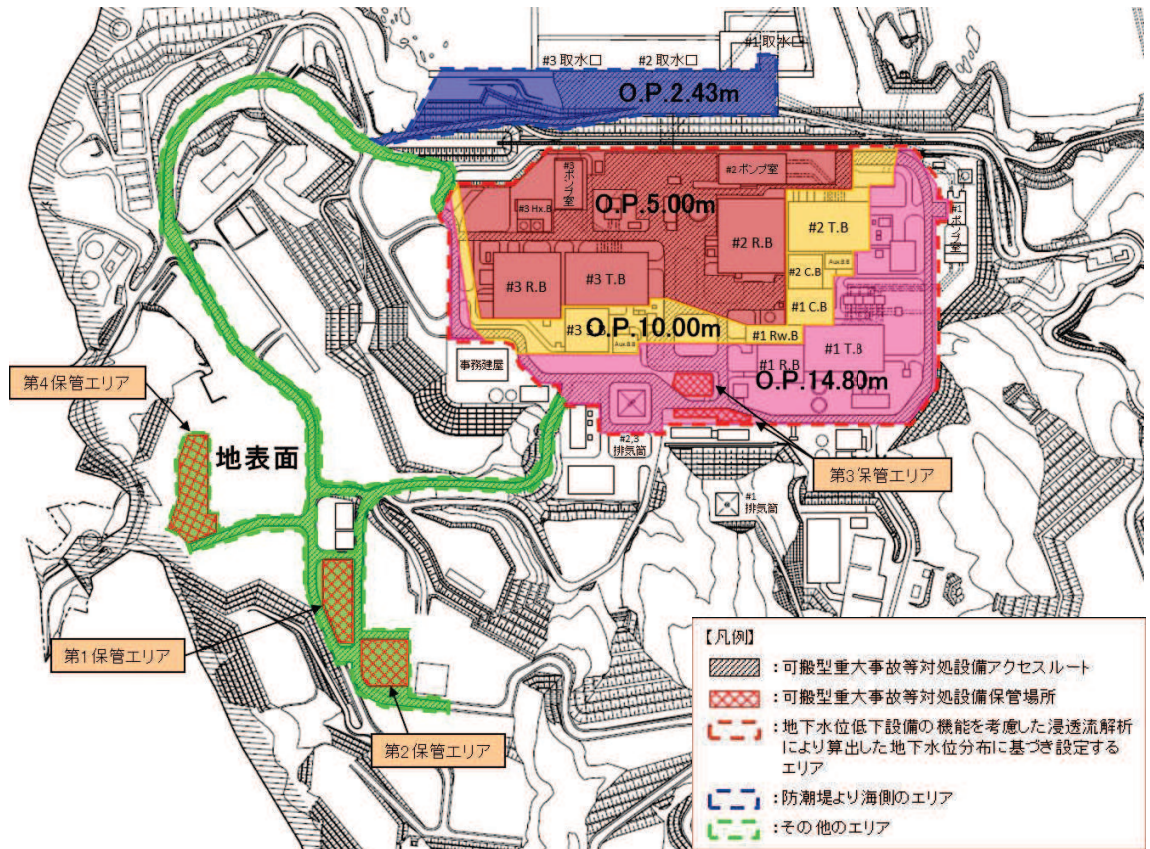 #1取水口
#3取水口
#2取水口
O.P.2.43m
#3
ポンプ
室
#2ポンプ室
O.P.5.00m
#3 Hx.B
#1
ポンプ
室
#2 R.B
#2 T.B
#3 R.B
#3 T.B
#2 C.B
Aux.B.B
#1 C.B
O.P.10.00m
#1 Rw.B
#1 R.B
#1 T.B
O.P.14.80m
事務建屋
第4保管エリア
地表面
#2,3
排気筒
第3保管エリア
#1
排気筒
第1保管エリア
第2保管エリア
【凡例】
:可搬型重大事故等対処設備アクセスルート
:可搬型重大事故等対処設備保管場所
:地下水位低下設備の機能を考慮した浸透流解析
により算出した地下水位分布に基づき設定する
エリア
:防潮堤より海側のエリア
:その他のエリア